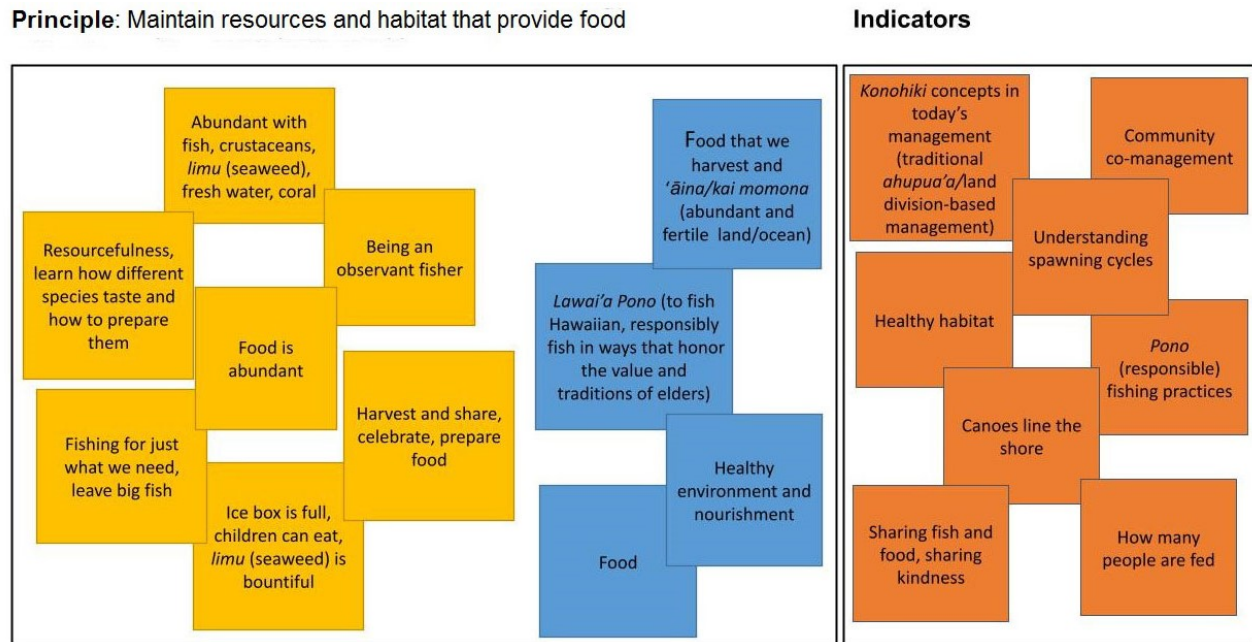 Principle: Maintain resources and habitat that provide food
Indicators
Abundant with
fish, crustaceans,
limu (seaweed),
fresh water, coral
Being an
observant fisher
Resourcefulness,
learn how different
species taste and
how to prepare
them
Food is
abundant
Harvest and share,
celebrate, prepare
food
Fishing for just
what we need,
leave big fish
Ice box is full,
children can eat,
limu (seaweed) is
bountiful
Food that we
harvest and
‘āina/kai momona
(abundant and
fertile land/ocean)
Lawai’a Pono (to fish
Hawaiian, responsibly
fish in ways that honor
the value and
traditions of elders)
Healthy
environment and
nourishment
Food
Konohiki concepts in
today’s
management
(traditional
ahupua’a/land
division-based
management)
Community
co-management
Understanding
spawning cycles
Healthy habitat
Pono
(responsible)
fishing practices
Canoes line the
shore
Sharing fish and
food, sharing
kindness
How many
people are fed